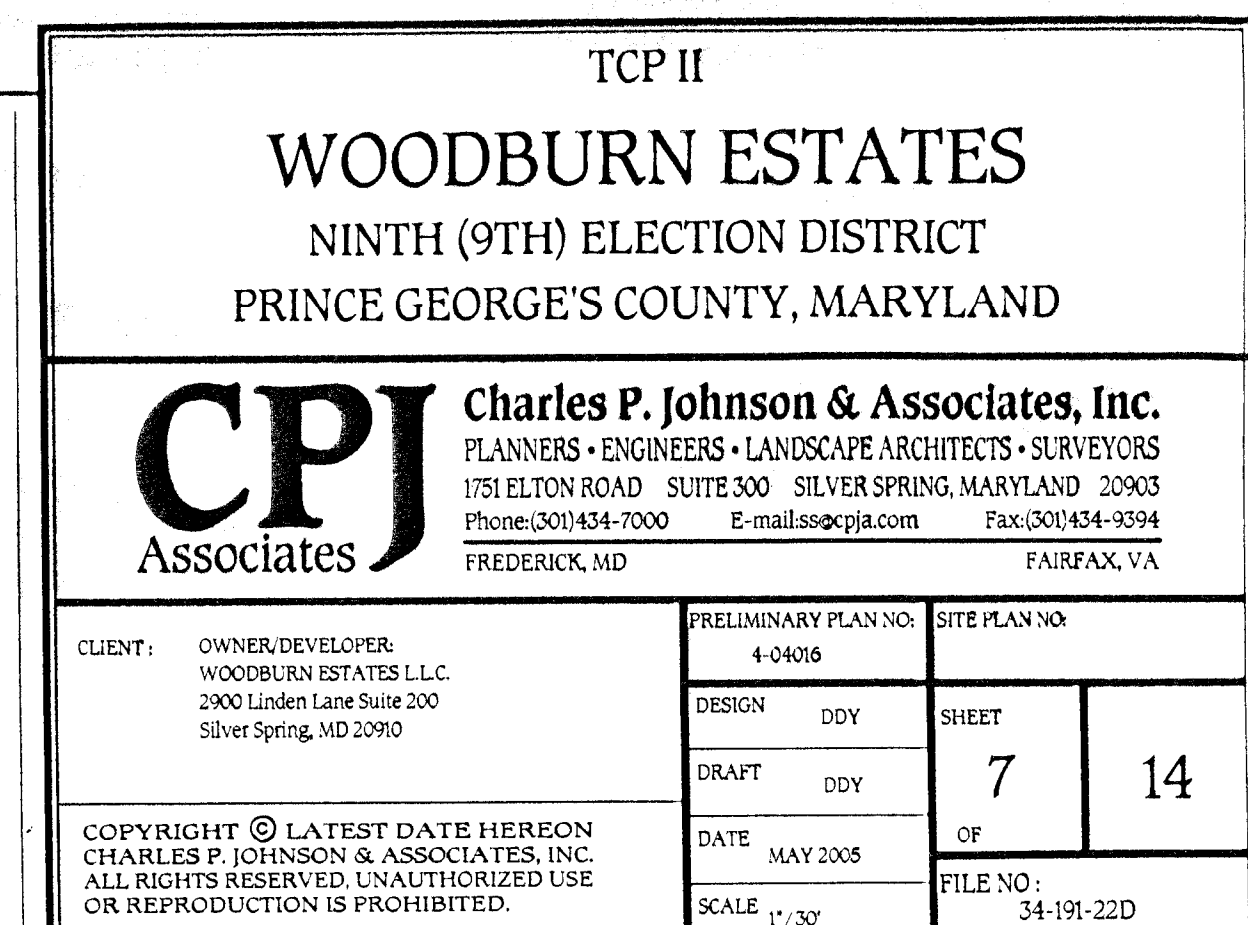 TCP II
WOODBURN ESTATES
NINTH (9TH) ELECTION DISTRICT
PRINCE GEORGE'S COUNTY, MARYLAND
CPJ
Associates
Charles P. Johnson & Associates, Inc.
PLANNERS • ENGINEERS • LANDSCAPE ARCHITECTS • SURVEYORS
1751 ELTON ROAD SUITE 300 SILVER SPRING, MARYLAND 20903
Phone:(301)434-7000 E-mail:ss@cpja.com Fax:(301)434-9394
FREDERICK, MD FAIRFAX, VA
CLIENT: OWNER/DEVELOPER:
WOODBURN ESTATES L.L.C.
2900 Linden Lane Suite 200
Silver Spring, MD 20910
COPYRIGHT © LATEST DATE HEREON
CHARLES P. JOHNSON & ASSOCIATES, INC.
ALL RIGHTS RESERVED, UNAUTHORIZED USE
OR REPRODUCTION IS PROHIBITED.
PRELIMINARY PLAN NO:
4-04016
SITE PLAN NO:
DESIGN DDY
DRAFT DDY
DATE MAY 2005
SCALE 1"/30'
SHEET
7
OF
14
FILE NO:
34-191-22D